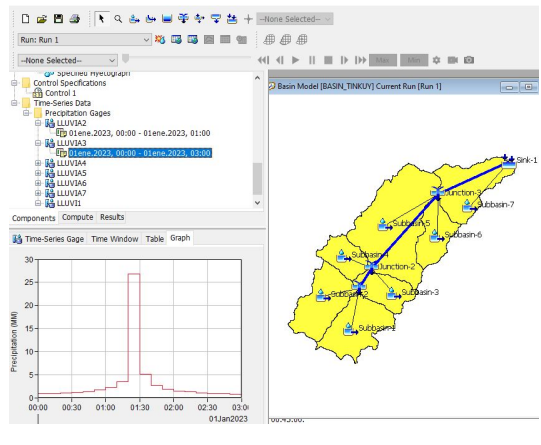 --None Selected--
Run: Run 1
--None Selected--
Max
Min
Specified Hyetograph
Control Specifications
Control 1
Time-Series Data
Precipitation Gages
LLUVIA2
01ene.2023, 00:00 - 01ene.2023, 01:00
LLUVIA3
01ene.2023, 00:00 - 01ene.2023, 03:00
LLUVIA4
LLUVIA5
LLUVIA6
LLUVIA7
LLUVI1
Components Compute Results
Time-Series Gage Time Window Table Graph
30
25
20
15
10
5
0
Precipitation (MM)
00:00 00:30 01:00 01:30 02:00 02:30 03:00
01Jan2023
Basin Model [BASIN_TINKUY] Current Run [Run 1]
Sink-1
Junction-3
Subbasin-7
Subbasin-5
Subbasin-6
Subbasin-4
Junction-2
Subbasin-2
Subbasin-3
Subbasin-1